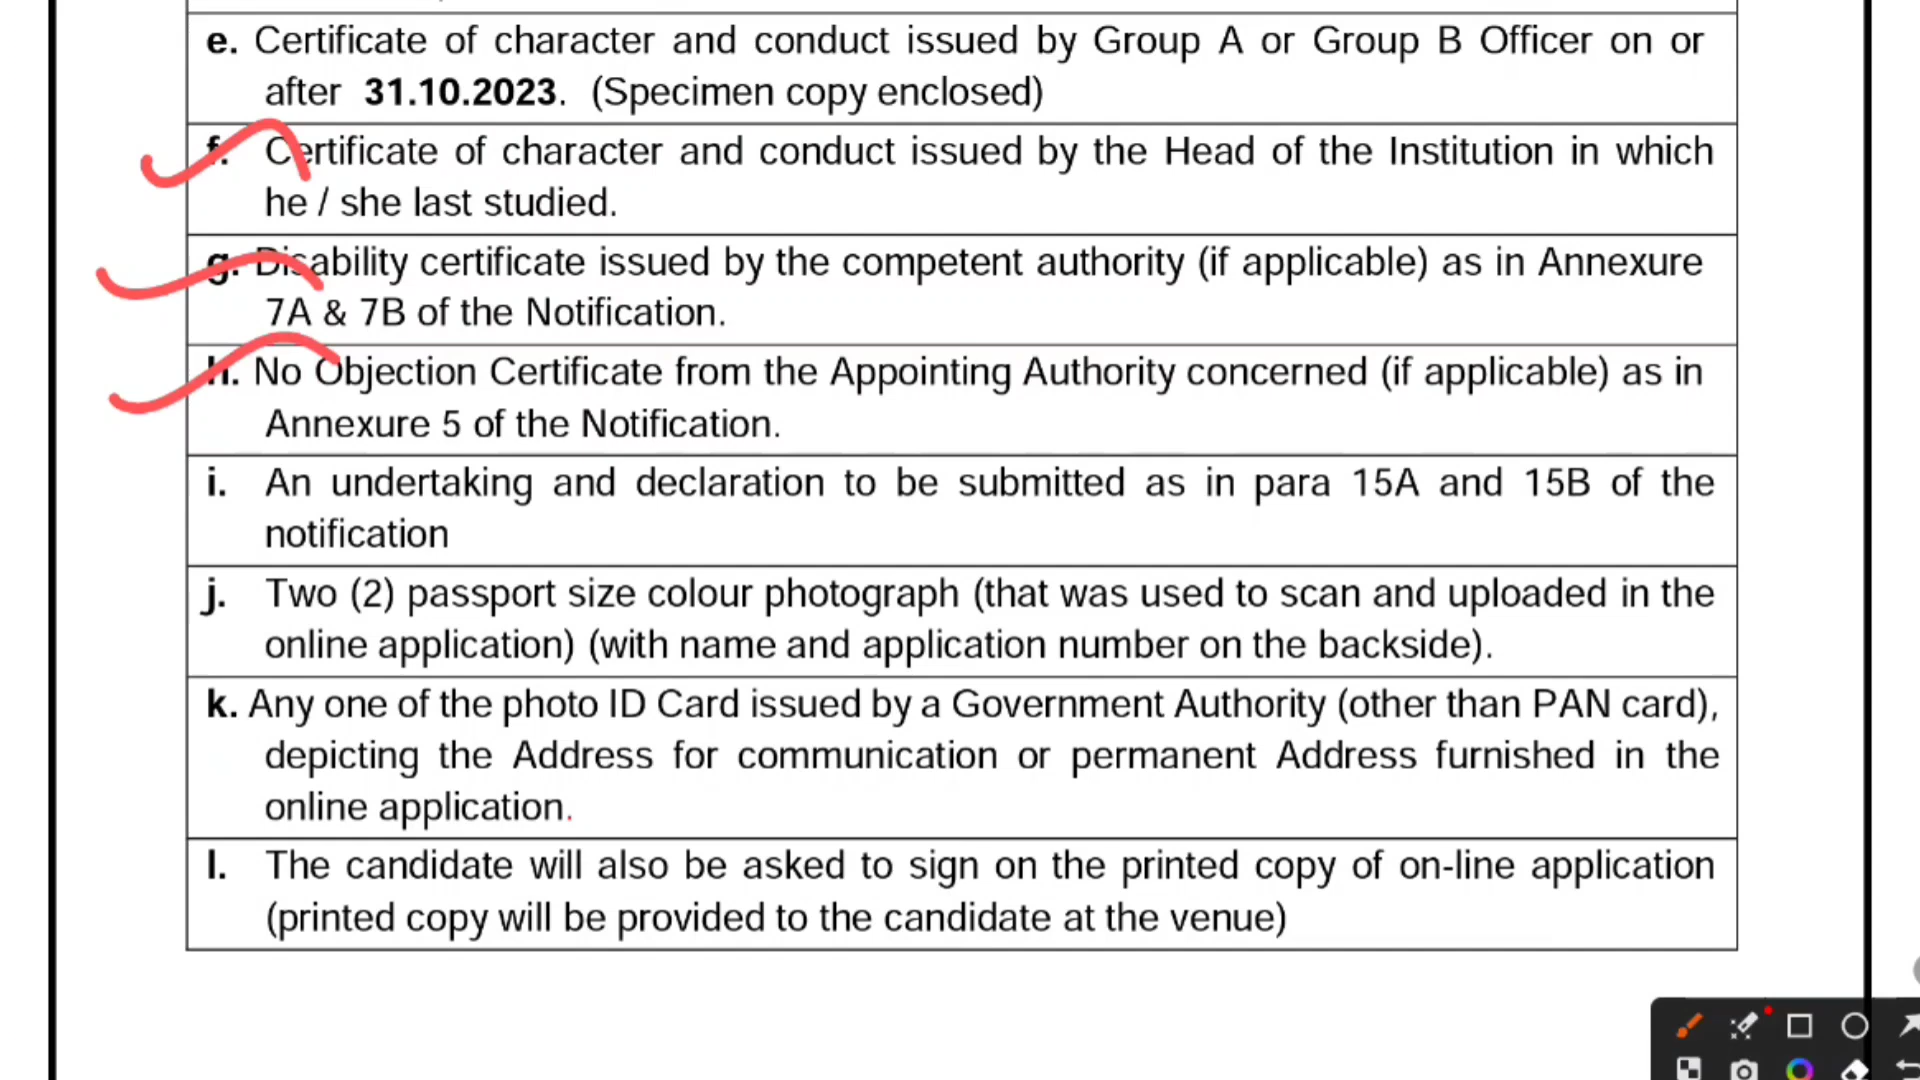 e. Certificate of character and conduct issued by Group A or Group B Officer on or
after 31.10.2023. (Specimen copy enclosed)
f. Certificate of character and conduct issued by the Head of the Institution in which
he / she last studied.
g. Disability certificate issued by the competent authority (if applicable) as in Annexure
7A & 7B of the Notification.
h. No Objection Certificate from the Appointing Authority concerned (if applicable) as in
Annexure 5 of the Notification.
i. An undertaking and declaration to be submitted as in para 15A and 15B of the
notification
j. Two (2) passport size colour photograph (that was used to scan and uploaded in the
online application) (with name and application number on the backside).
k. Any one of the photo ID Card issued by a Government Authority (other than PAN card),
depicting the Address for communication or permanent Address furnished in the
online application.
l. The candidate will also be asked to sign on the printed copy of on-line application
(printed copy will be provided to the candidate at the venue)